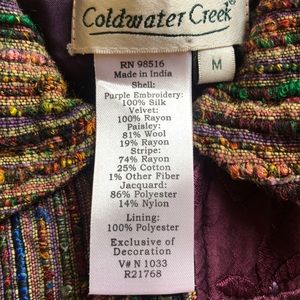 Coldwater Creek®
M
RN 98516
Made in India
Shell:
Purple Embroidery:
100% Silk
Velvet:
100% Rayon
Paisley:
81% Wool
19% Rayon
Stripe:
74% Rayon
25% Cotton
1% Other Fiber
Jacquard:
86% Polyester
14% Nylon
Lining:
100% Polyester
Exclusive of
Decoration
V# N 1033
R21768